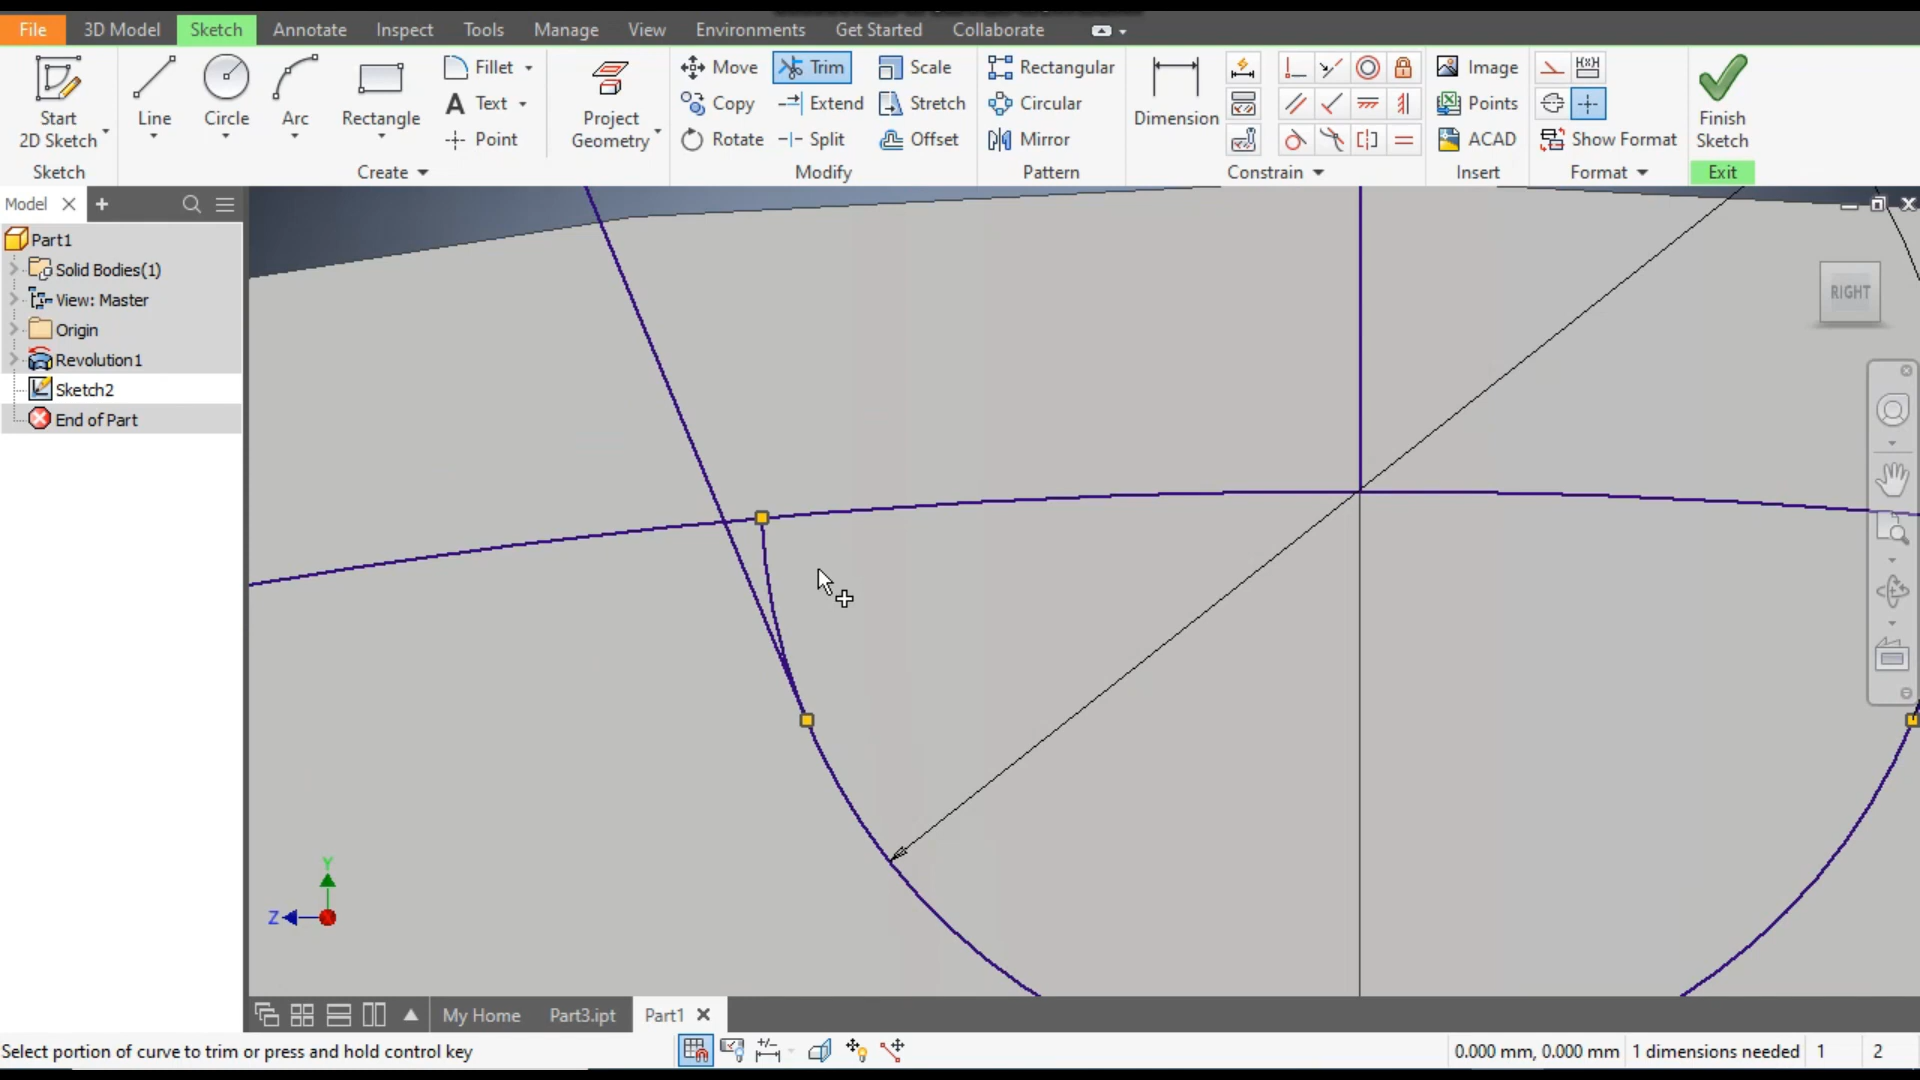 File 3D Model Sketch Annotate Inspect Tools Manage View Environments Get Started Collaborate
Start
2D Sketch
Line
Circle
Arc
Rectangle
Fillet
Text
Point
Project
Geometry
Move
Copy
Rotate
Trim
Extend
Split
Scale
Stretch
Offset
Rectangular
Circular
Mirror
Dimension
Image
Points
ACAD
Show Format
Finish
Sketch
Sketch Create Modify Pattern Constrain Insert Format Exit
Model
Part1
Solid Bodies(1)
View: Master
Origin
Revolution1
Sketch2
End of Part
RIGHT
Y
Z
My Home Part3.ipt Part1
Select portion of curve to trim or press and hold control key
0.000 mm, 0.000 mm 1 dimensions needed 1 2